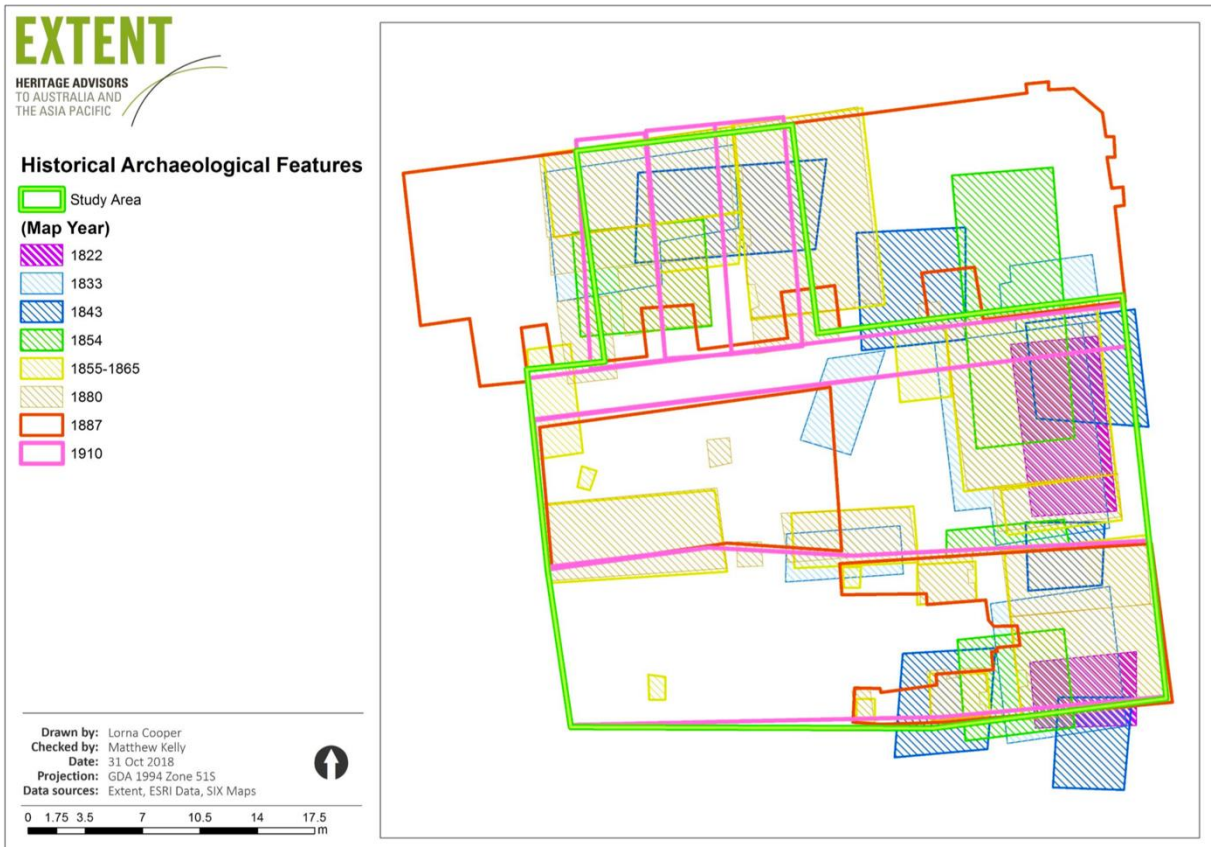 EXTENT
HERITAGE ADVISORS
TO AUSTRALIA AND
THE ASIA PACIFIC
Historical Archaeological Features
Study Area
(Map Year)
1822
1833
1843
1854
1855-1865
1880
1887
1910
Drawn by: Lorna Cooper
Checked by: Matthew Kelly
Date: 31 Oct 2018
Projection: GDA 1994 Zone 51S
Data sources: Extent, ESRI Data, SIX Maps
0 1.75 3.5 7 10.5 14 17.5
m